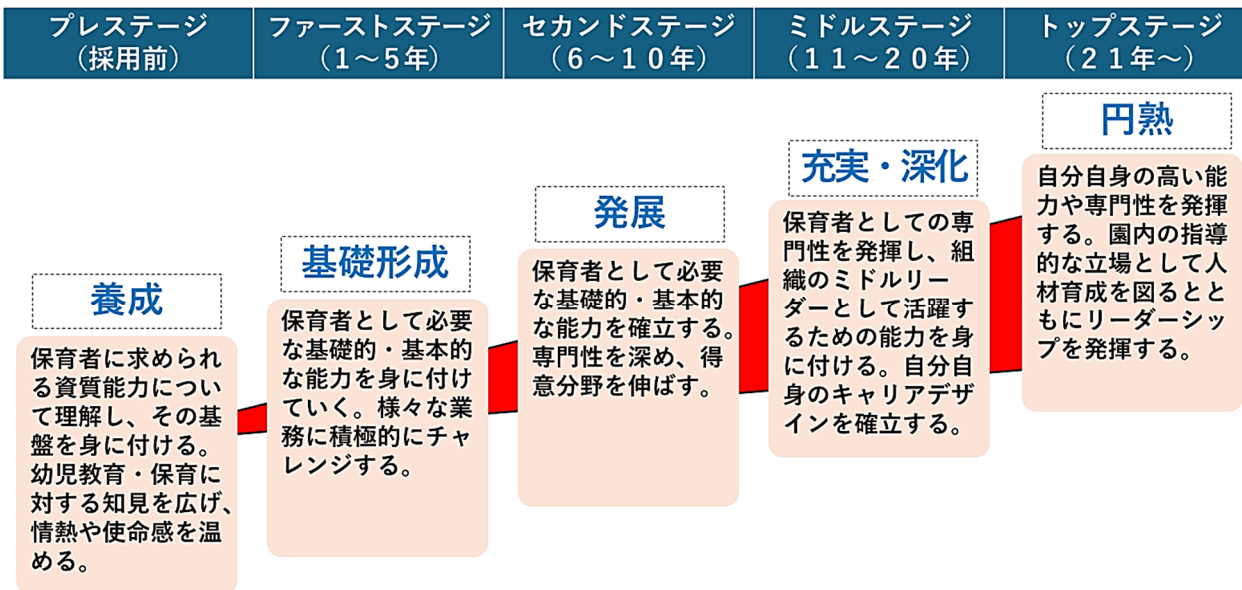 プレステージ
（採用前）
ファーストステージ
（１～５年）
セカンドステージ
（６～１０年）
ミドルステージ
（１１～２０年）
トップステージ
（２１年～）
養成
保育者に求められ
る資質能力につい
て理解し、その基
盤を身に付ける。
幼児教育・保育に
対する知見を広げ、
情熱や使命感を温
める。
基礎形成
保育者として必要
な基礎的・基本的
な能力を身に付け
ていく。様々な業
務に積極的にチャ
レンジする。
発展
保育者として必要
な基礎的・基本的
な能力を確立する。
専門性を深め、得
意分野を伸ばす。
充実・深化
保育者としての専
門性を発揮し、組
織のミドルリー
ダーとして活躍す
るための能力を身
に付ける。自分自
身のキャリアデザ
インを確立する。
円熟
自分自身の高い能
力や専門性を発揮
する。園内の指導
的な立場として人
材育成を図るとと
もにリーダーシッ
プを発揮する。